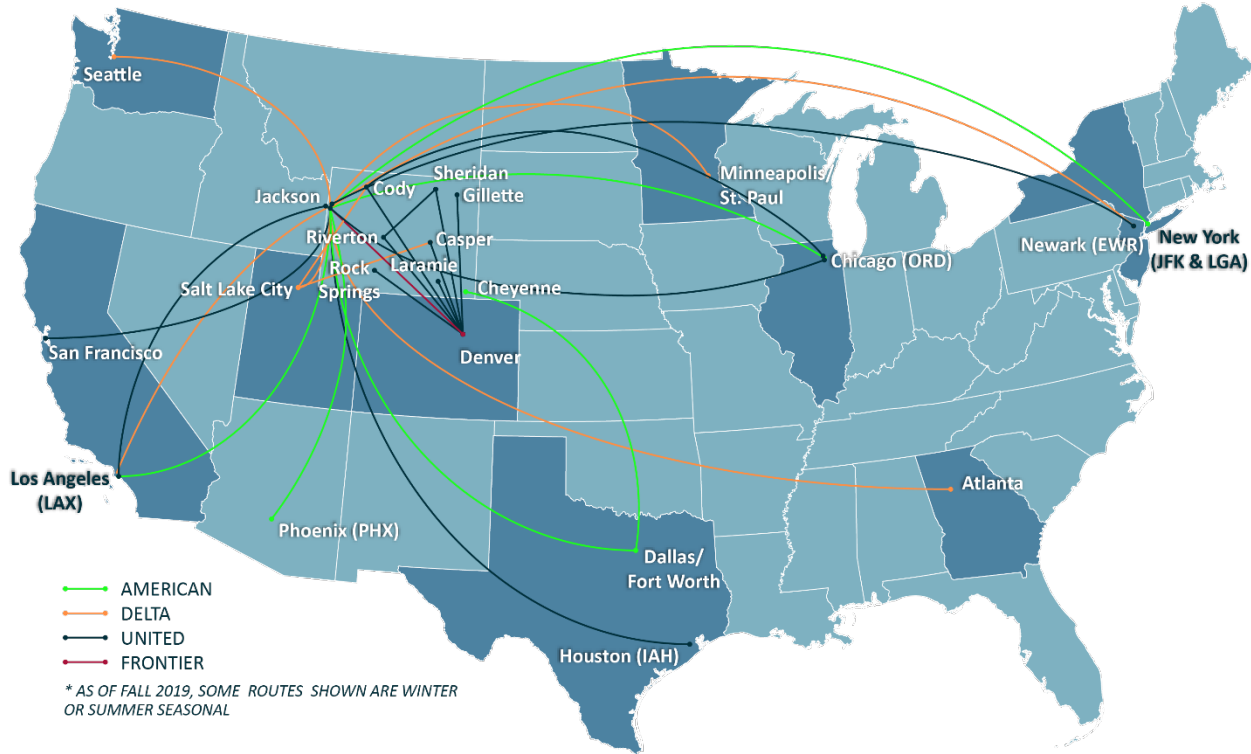 Seattle
Minneapolis/
St. Paul
Sheridan
Cody
Gillette
Jackson
Riverton
Casper
Newark (EWR)
New York
(JFK & LGA)
Chicago (ORD)
Rock
Springs
Laramie
Salt Lake City
Cheyenne
San Francisco
Denver
Los Angeles
(LAX)
Atlanta
Phoenix (PHX)
Dallas/
Fort Worth
Houston (IAH)
AMERICAN
DELTA
UNITED
FRONTIER
* AS OF FALL 2019, SOME ROUTES SHOWN ARE WINTER
OR SUMMER SEASONAL